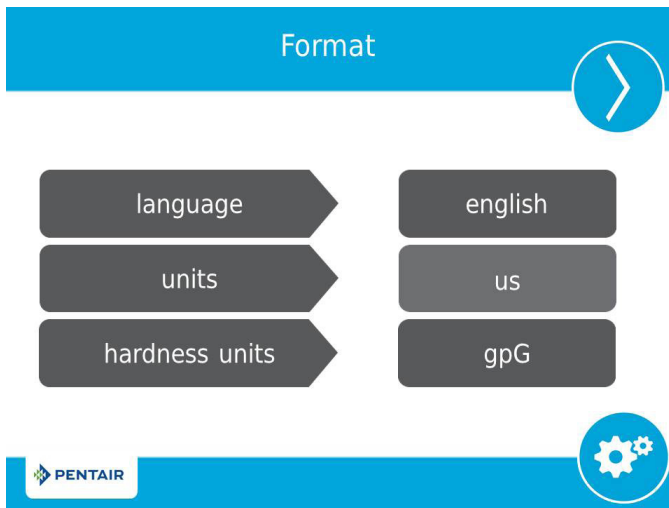 Format
language
english
units
us
hardness units
gpG
PENTAIR